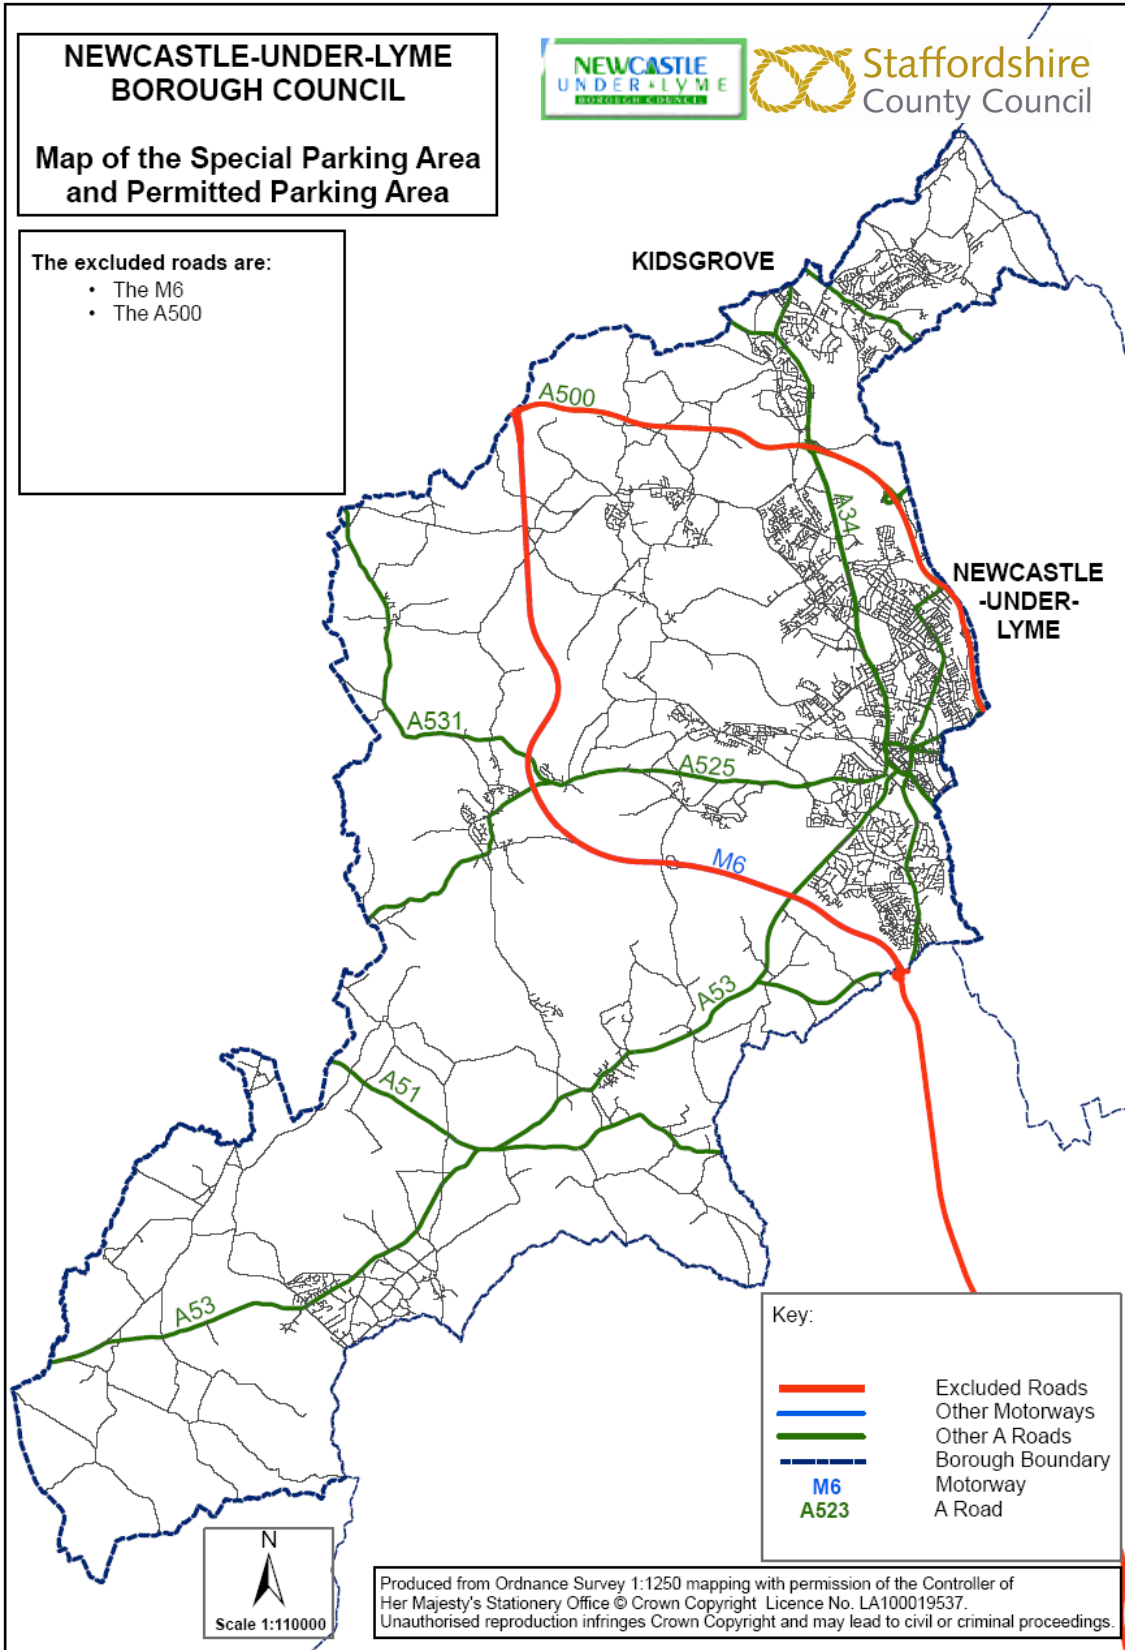 NEWCASTLE-UNDER-LYME
BOROUGH COUNCIL
Map of the Special Parking Area
and Permitted Parking Area
NEWCASTLE
UNDER LYME
BOROUGH COUNCIL
Staffordshire
County Council
The excluded roads are:
• The M6
• The A500
KIDSGROVE
A500
A34
NEWCASTLE
-UNDER-
LYME
A531
A525
M6
A53
A51
A53
Key:
Excluded Roads
Other Motorways
Other A Roads
Borough Boundary
M6 Motorway
A523 A Road
N
Scale 1:110000
Produced from Ordnance Survey 1:1250 mapping with permission of the Controller of
Her Majesty's Stationery Office © Crown Copyright Licence No. LA100019537.
Unauthorised reproduction infringes Crown Copyright and may lead to civil or criminal proceedings.